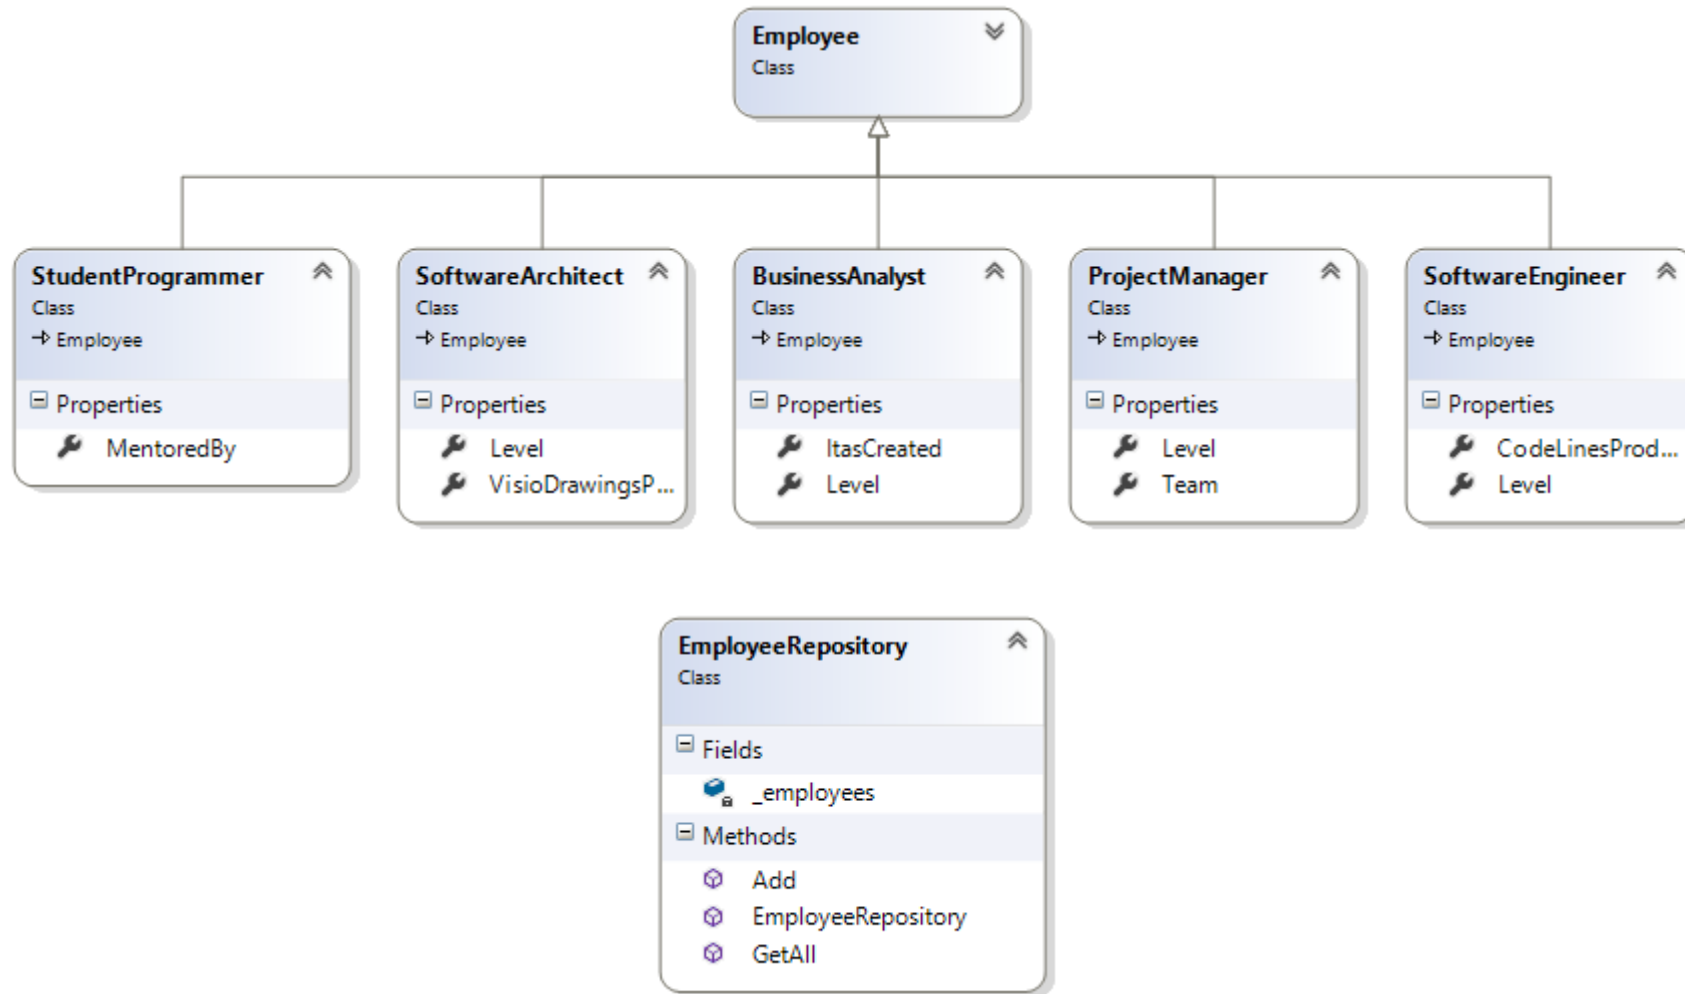 Employee
Class
StudentProgrammer
Class
Employee
Properties
MentoredBy
SoftwareArchitect
Class
Employee
Properties
Level
VisioDrawingsP...
BusinessAnalyst
Class
Employee
Properties
ItasCreated
Level
ProjectManager
Class
Employee
Properties
Level
Team
SoftwareEngineer
Class
Employee
Properties
CodeLinesProd...
Level
EmployeeRepository
Class
Fields
_employees
Methods
Add
EmployeeRepository
GetAll